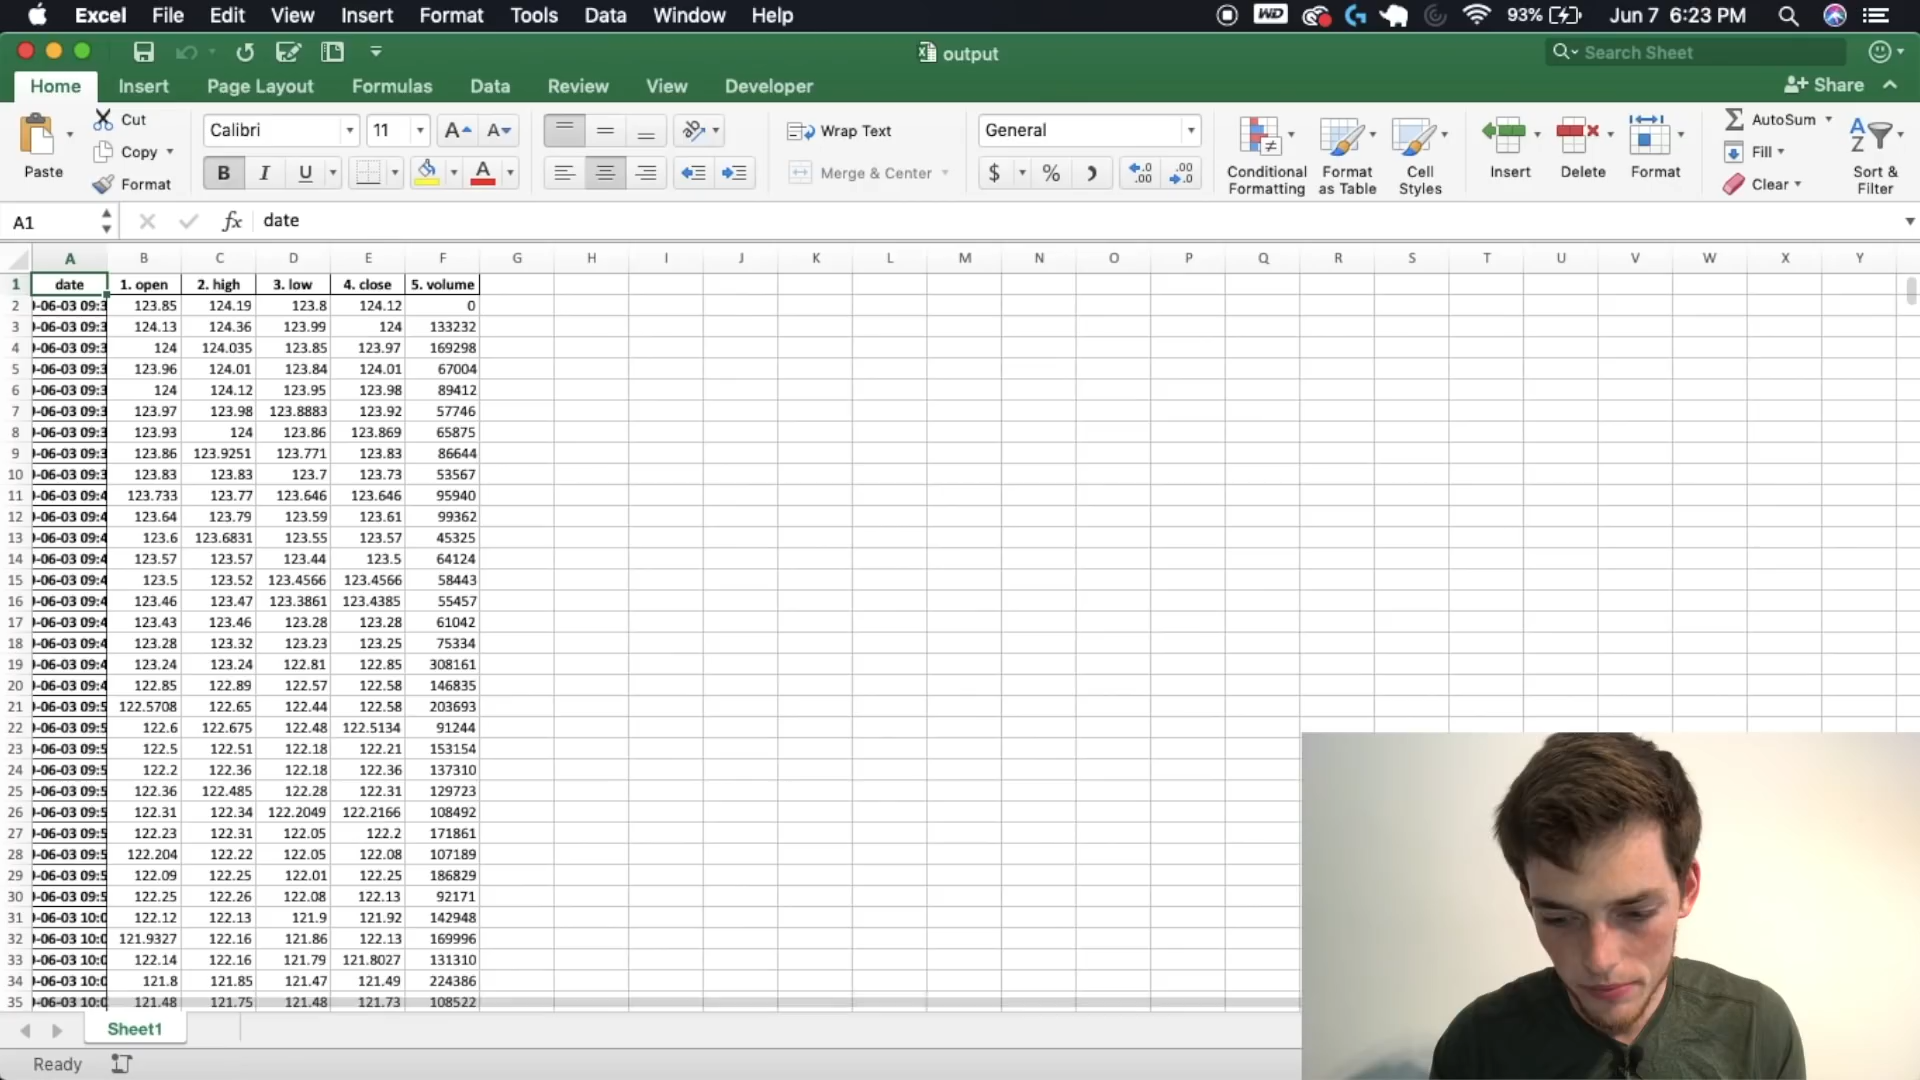 Excel File Edit View Insert Format Tools Data Window Help WD 93% Jun 7 6:23 PM
output Search Sheet
Home Insert Page Layout Formulas Data Review View Developer Share
Paste Cut Copy Format Calibri 11 A A B I U A Wrap Text Merge & Center General $ % Conditional Formatting Format as Table Cell Styles Insert Delete Format AutoSum Fill Clear Sort & Filter
A1 fx date
A B C D E F G H I J K L M N O P Q R S T U V W X Y
1 date 1. open 2. high 3. low 4. close 5. volume
2 -06-03 09:3 123.85 124.19 123.8 124.12 0
3 -06-03 09:3 124.13 124.36 123.99 124 133232
4 -06-03 09:3 124 124.035 123.85 123.97 169298
5 -06-03 09:3 123.96 124.01 123.84 124.01 67004
6 -06-03 09:3 124 124.12 123.95 123.98 89412
7 -06-03 09:3 123.97 123.98 123.8883 123.92 57746
8 -06-03 09:3 123.93 124 123.86 123.869 65875
9 -06-03 09:3 123.86 123.9251 123.771 123.83 86644
10 -06-03 09:3 123.83 123.83 123.7 123.73 53567
11 -06-03 09:4 123.733 123.77 123.646 123.646 95940
12 -06-03 09:4 123.64 123.79 123.59 123.61 99362
13 -06-03 09:4 123.6 123.6831 123.55 123.57 45325
14 -06-03 09:4 123.57 123.57 123.44 123.5 64124
15 -06-03 09:4 123.5 123.52 123.4566 123.4566 58443
16 -06-03 09:4 123.46 123.47 123.3861 123.4385 55457
17 -06-03 09:4 123.43 123.46 123.28 123.28 61042
18 -06-03 09:4 123.28 123.32 123.23 123.25 75334
19 -06-03 09:4 123.24 123.24 122.81 122.85 308161
20 -06-03 09:4 122.85 122.89 122.57 122.58 146835
21 -06-03 09:5 122.5708 122.65 122.44 122.58 203693
22 -06-03 09:5 122.6 122.675 122.48 122.5134 91244
23 -06-03 09:5 122.5 122.51 122.18 122.21 153154
24 -06-03 09:5 122.2 122.36 122.18 122.36 137310
25 -06-03 09:5 122.36 122.485 122.28 122.31 129723
26 -06-03 09:5 122.31 122.34 122.2049 122.2166 108492
27 -06-03 09:5 122.23 122.31 122.05 122.2 171861
28 -06-03 09:5 122.204 122.22 122.05 122.08 107189
29 -06-03 09:5 122.09 122.25 122.01 122.25 186829
30 -06-03 09:5 122.25 122.26 122.08 122.13 92171
31 -06-03 10:0 122.12 122.13 121.9 121.92 142948
32 -06-03 10:0 121.9327 122.16 121.86 122.13 169996
33 -06-03 10:0 122.14 122.16 121.79 121.8027 131310
34 -06-03 10:0 121.8 121.85 121.47 121.49 224386
35 -06-03 10:0 121.48 121.75 121.48 121.73 108522
Sheet1
Ready